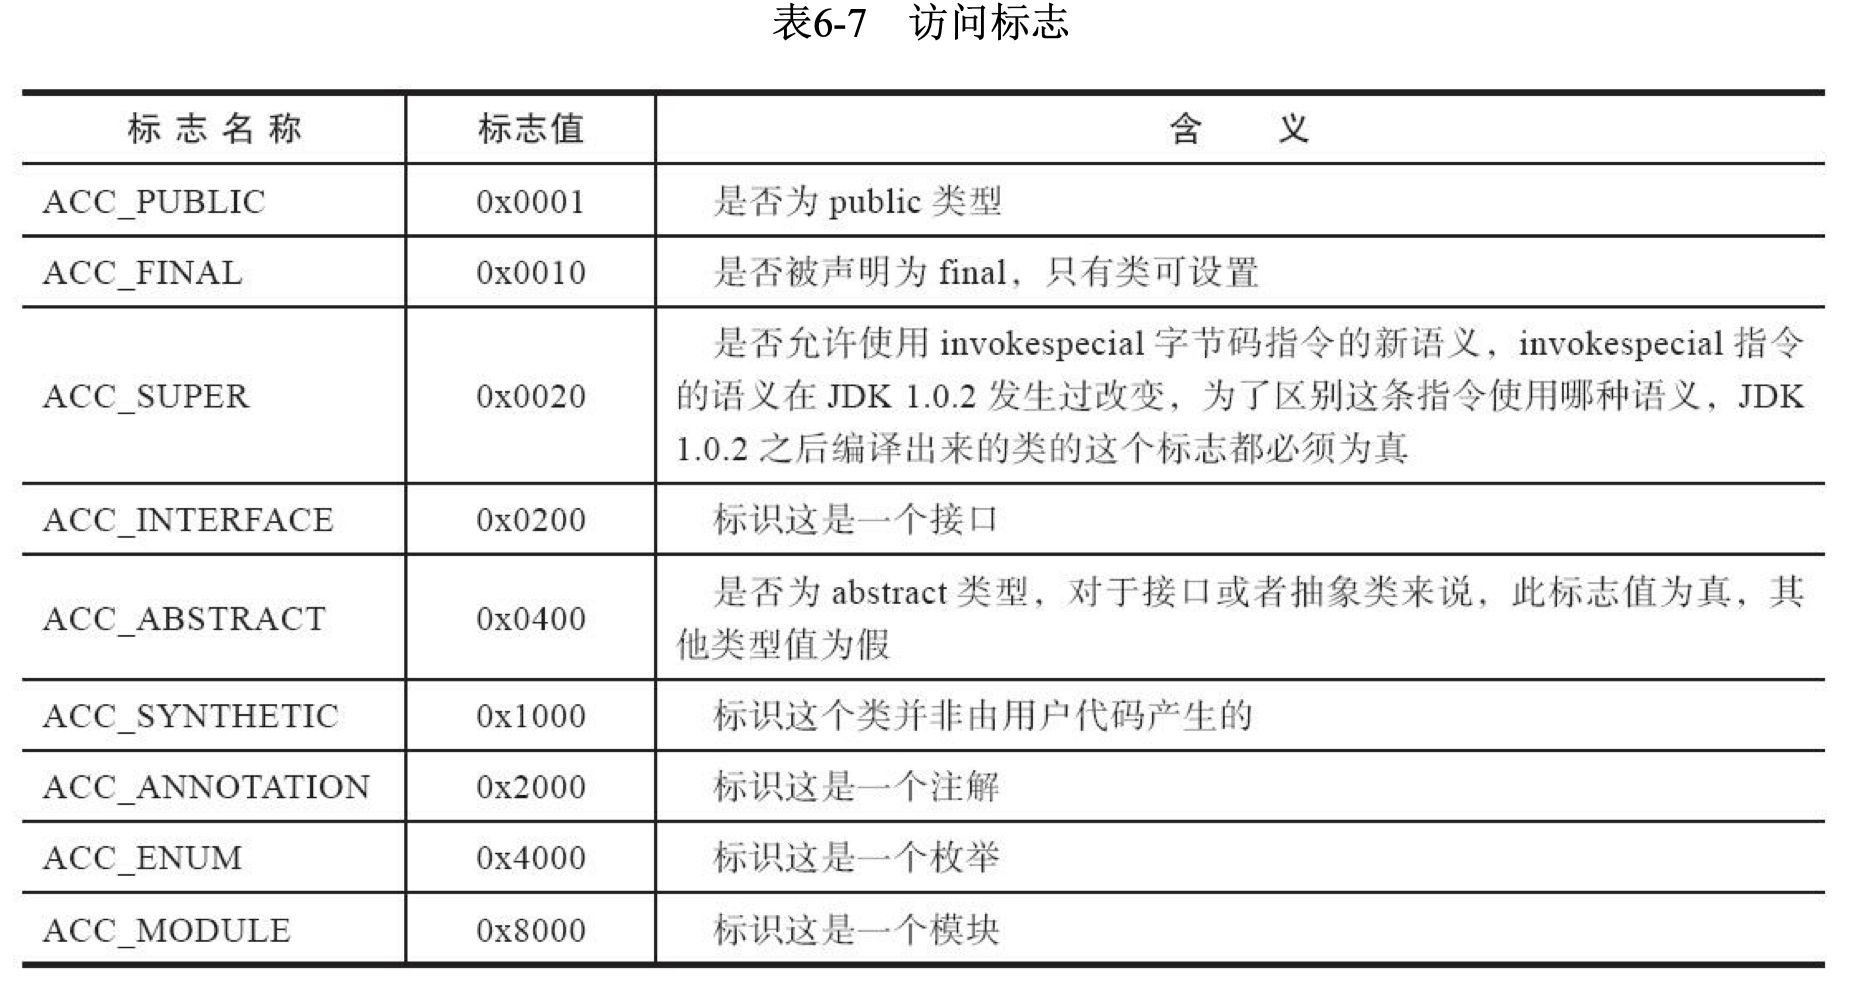 表6-7 访问标志
标志名称 标志值 含 义
ACC_PUBLIC 0x0001 是否为 public 类型
ACC_FINAL 0x0010 是否被声明为 final，只有类可设置
是否允许使用 invokespecial 字节码指令的新语义，invokespecial 指令
ACC_SUPER 0x0020 的语义在 JDK 1.0.2 发生过改变，为了区别这条指令使用哪种语义，JDK
1.0.2 之后编译出来的类的这个标志都必须为真
ACC_INTERFACE 0x0200 标识这是一个接口
ACC_ABSTRACT 0x0400 是否为 abstract 类型，对于接口或者抽象类来说，此标志值为真，其
他类型值为假
ACC_SYNTHETIC 0x1000 标识这个类并非由用户代码产生的
ACC_ANNOTATION 0x2000 标识这是一个注解
ACC_ENUM 0x4000 标识这是一个枚举
ACC_MODULE 0x8000 标识这是一个模块